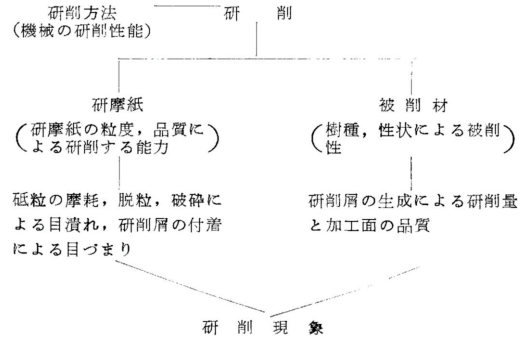 研削方法
研削
(機械の研削性能)
研摩紙
(研摩紙の粒度，品質に
よる研削する能力)
被削材
(樹種，性状による被削
性)
砥粒の摩耗，脱粒，破砕に
よる目潰れ，研削屑の付着
による目づまり
研削屑の生成による研削量
と加工面の品質
研削現象